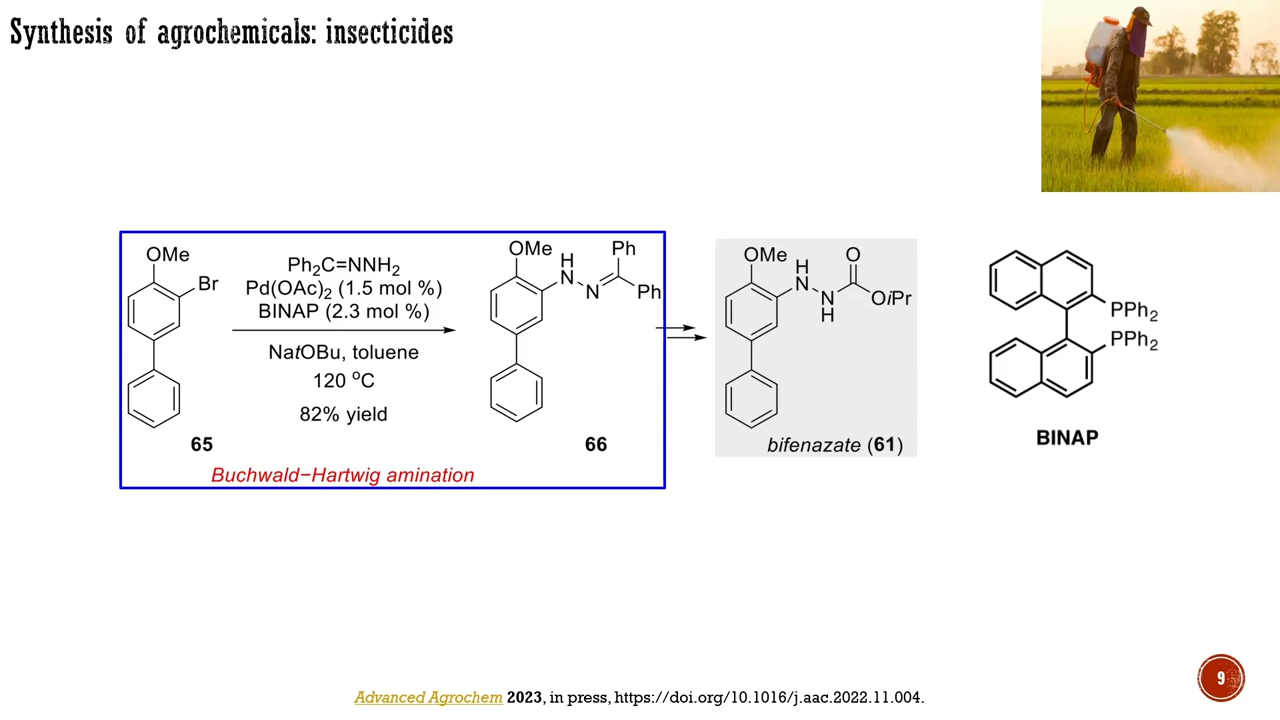 Synthesis of agrochemicals: insecticides
OMe
Br
65
Ph₂C=NNH₂
Pd(OAc)₂ (1.5 mol %)
BINAP (2.3 mol %)
NatOBu, toluene
120 °C
82% yield
Buchwald−Hartwig amination
OMe
H
N
N
Ph
Ph
66
OMe
H
N
N
H
O
OiPr
bifenazate (61)
PPh₂
PPh₂
BINAP
9
Advanced Agrochem 2023, in press, https://doi.org/10.1016/j.aac.2022.11.004.